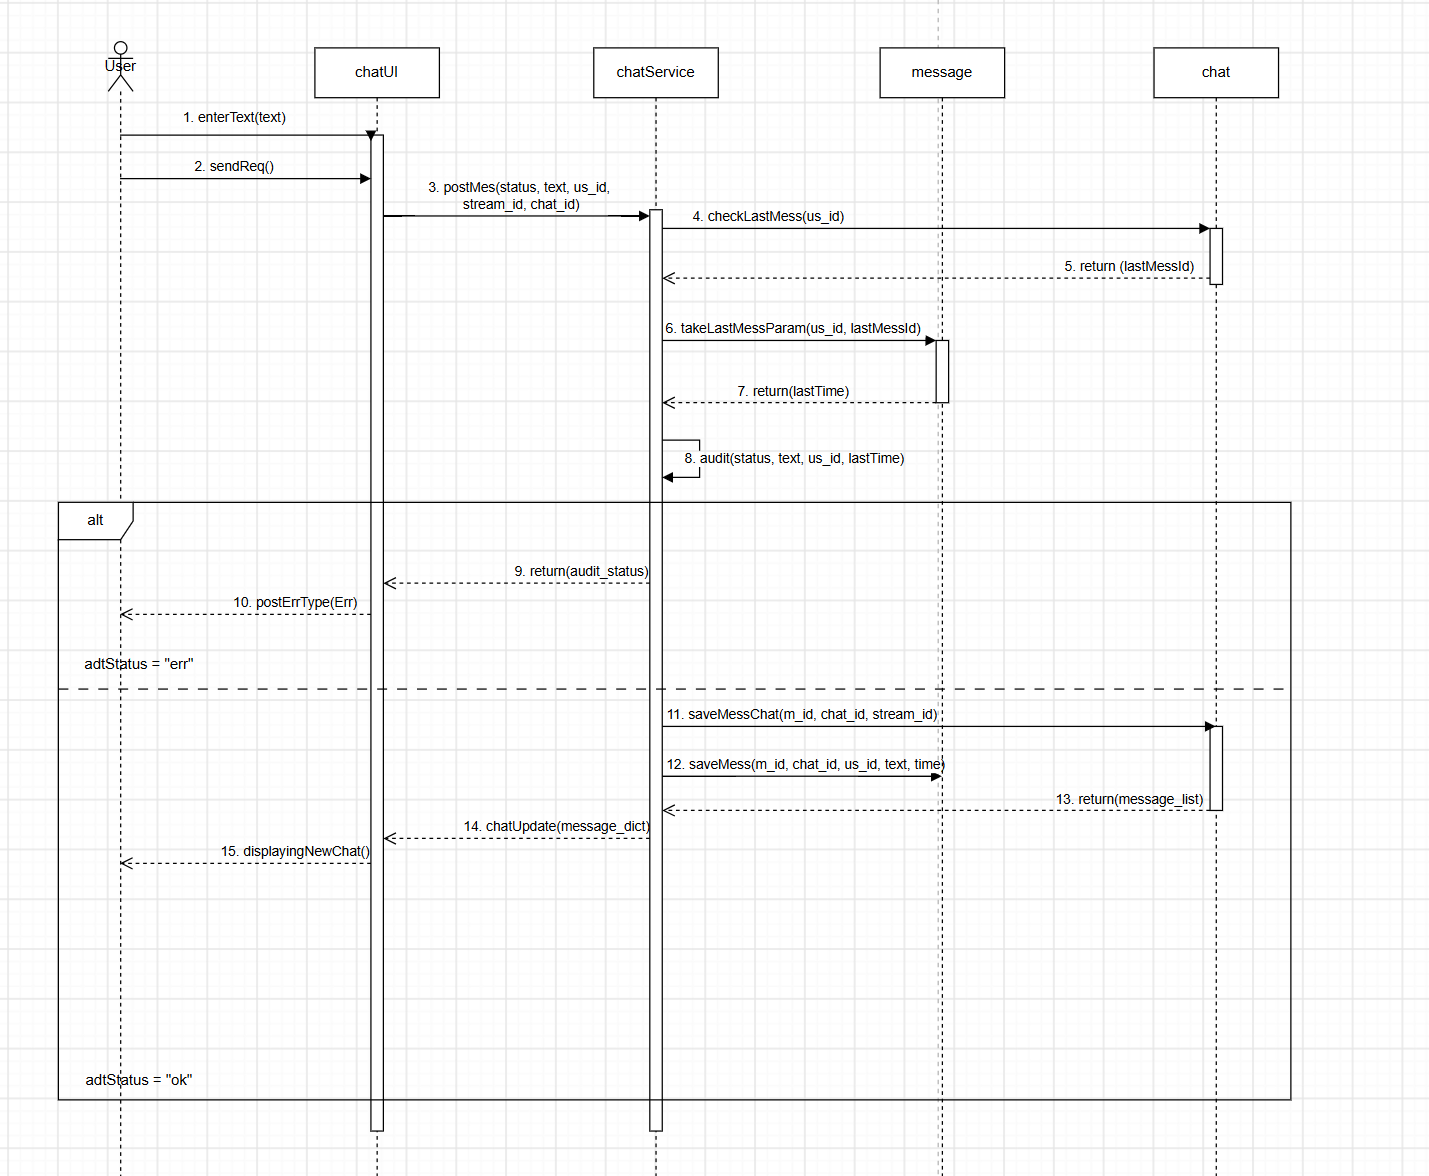 User
chatUI
chatService
message
chat
1. enterText(text)
2. sendReq()
3. postMes(status, text, us_id,
stream_id, chat_id)
4. checkLastMess(us_id)
5. return (lastMessId)
6. takeLastMessParam(us_id, lastMessId)
7. return(lastTime)
8. audit(status, text, us_id, lastTime)
alt
9. return(audit_status)
10. postErrType(Err)
adtStatus = "err"
11. saveMessChat(m_id, chat_id, stream_id)
12. saveMess(m_id, chat_id, us_id, text, time)
13. return(message_list)
14. chatUpdate(message_dict)
15. displayingNewChat()
adtStatus = "ok"